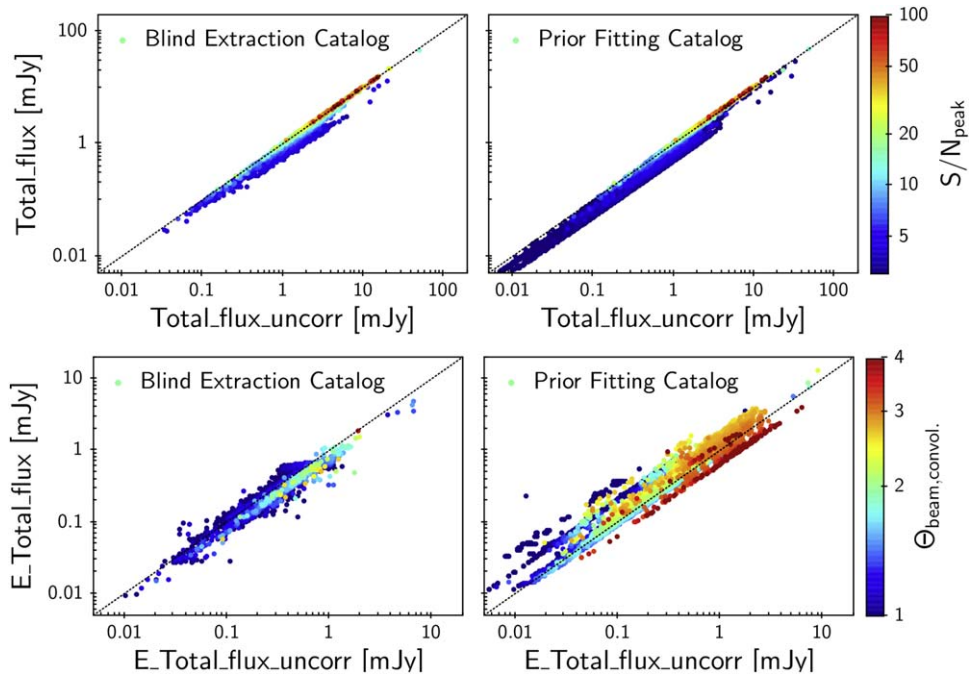 Blind Extraction Catalog
Prior Fitting Catalog
Total_flux [mJy]
100
1
0.01
0.01 0.1 1 10 100
0.01 0.1 1 10 100
Total_flux_uncorr [mJy]
Total_flux_uncorr [mJy]
100
50
20
10
5
S/N_peak
Blind Extraction Catalog
Prior Fitting Catalog
E_Total_flux [mJy]
10
1
0.1
0.01
0.01 0.1 1 10
0.01 0.1 1 10
E_Total_flux_uncorr [mJy]
E_Total_flux_uncorr [mJy]
4
3
2
1
Θ_beam,convol.